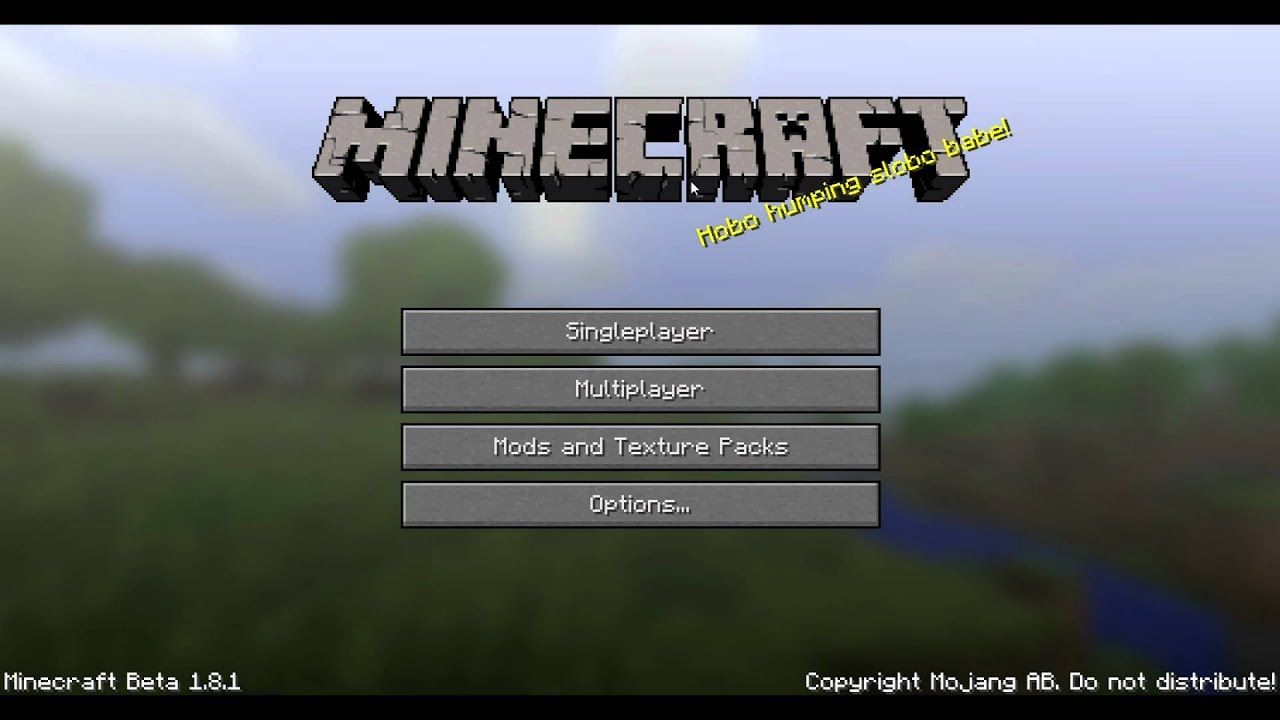 MINECRAFT
Hobo humping slobo babe!
Singleplayer
Multiplayer
Mods and Texture Packs
Options...
Minecraft Beta 1.8.1
Copyright Mojang AB. Do not distribute!